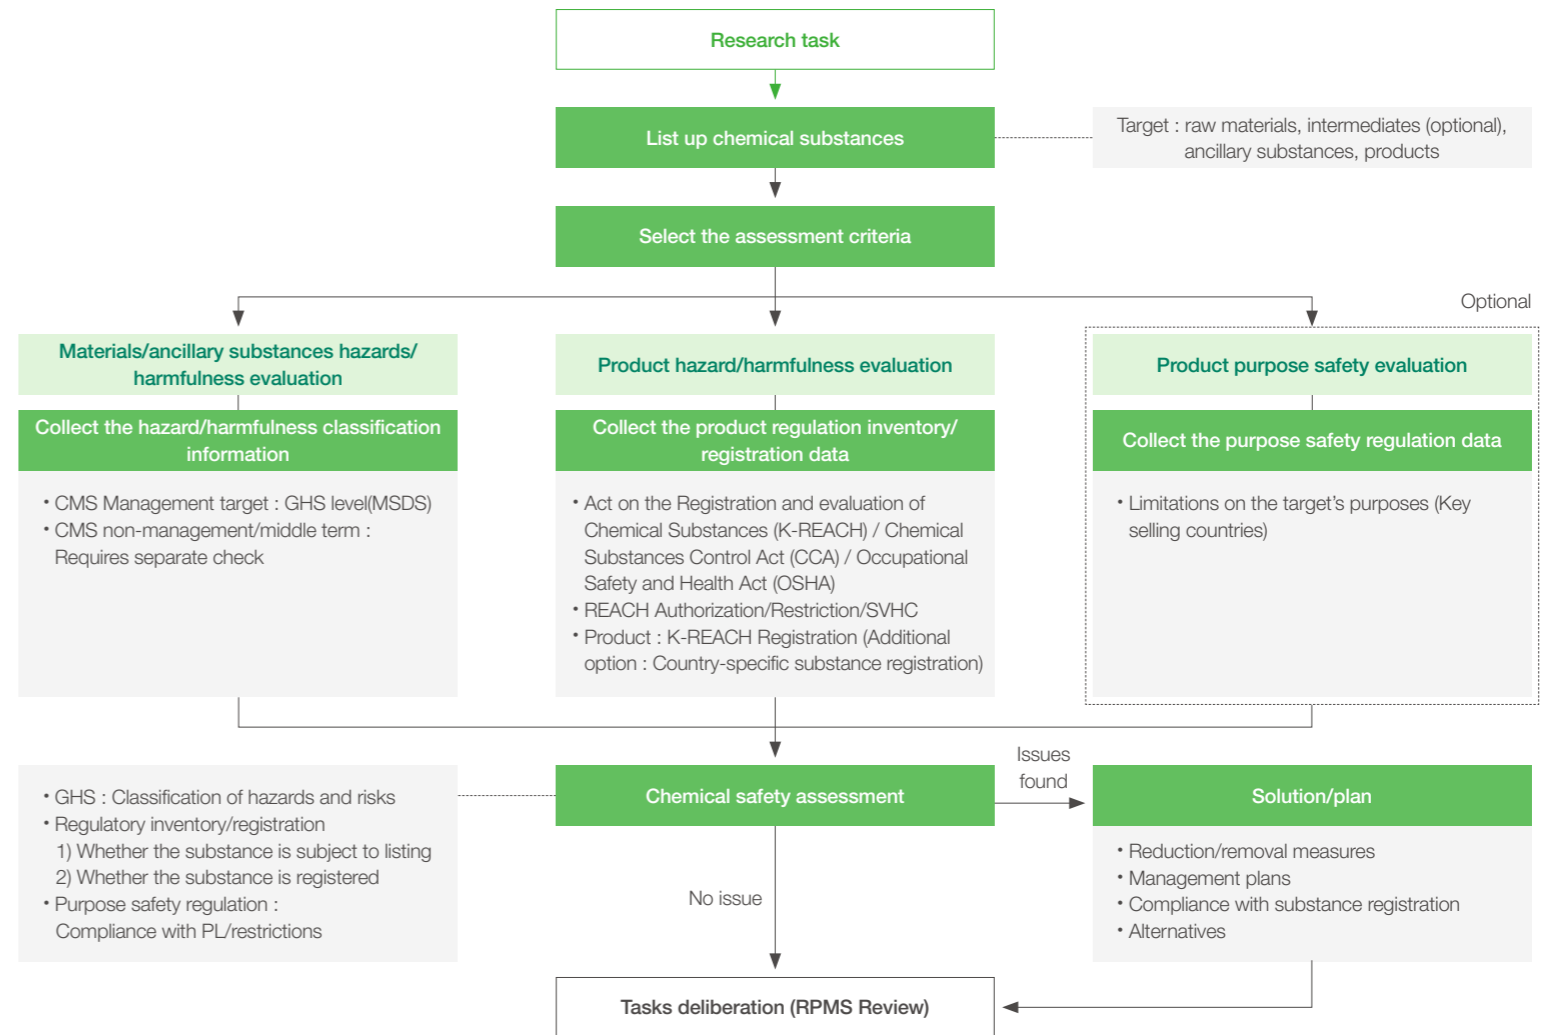 Research task
List up chemical substances
Target : raw materials, intermediates (optional),
ancillary substances, products
Select the assessment criteria
Optional
Materials/ancillary substances hazards/
harmfulness evaluation
Collect the hazard/harmfulness classification
information
• CMS Management target : GHS level(MSDS)
• CMS non-management/middle term :
Requires separate check
Product hazard/harmfulness evaluation
Collect the product regulation inventory/
registration data
• Act on the Registration and evaluation of
Chemical Substances (K-REACH) / Chemical
Substances Control Act (CCA) / Occupational
Safety and Health Act (OSHA)
• REACH Authorization/Restriction/SVHC
• Product : K-REACH Registration (Additional
option : Country-specific substance registration)
Product purpose safety evaluation
Collect the purpose safety regulation data
• Limitations on the target's purposes (Key
selling countries)
• GHS : Classification of hazards and risks
• Regulatory inventory/registration
1) Whether the substance is subject to listing
2) Whether the substance is registered
• Purpose safety regulation :
Compliance with PL/restrictions
Chemical safety assessment
Issues
found
Solution/plan
• Reduction/removal measures
• Management plans
• Compliance with substance registration
• Alternatives
No issue
Tasks deliberation (RPMS Review)